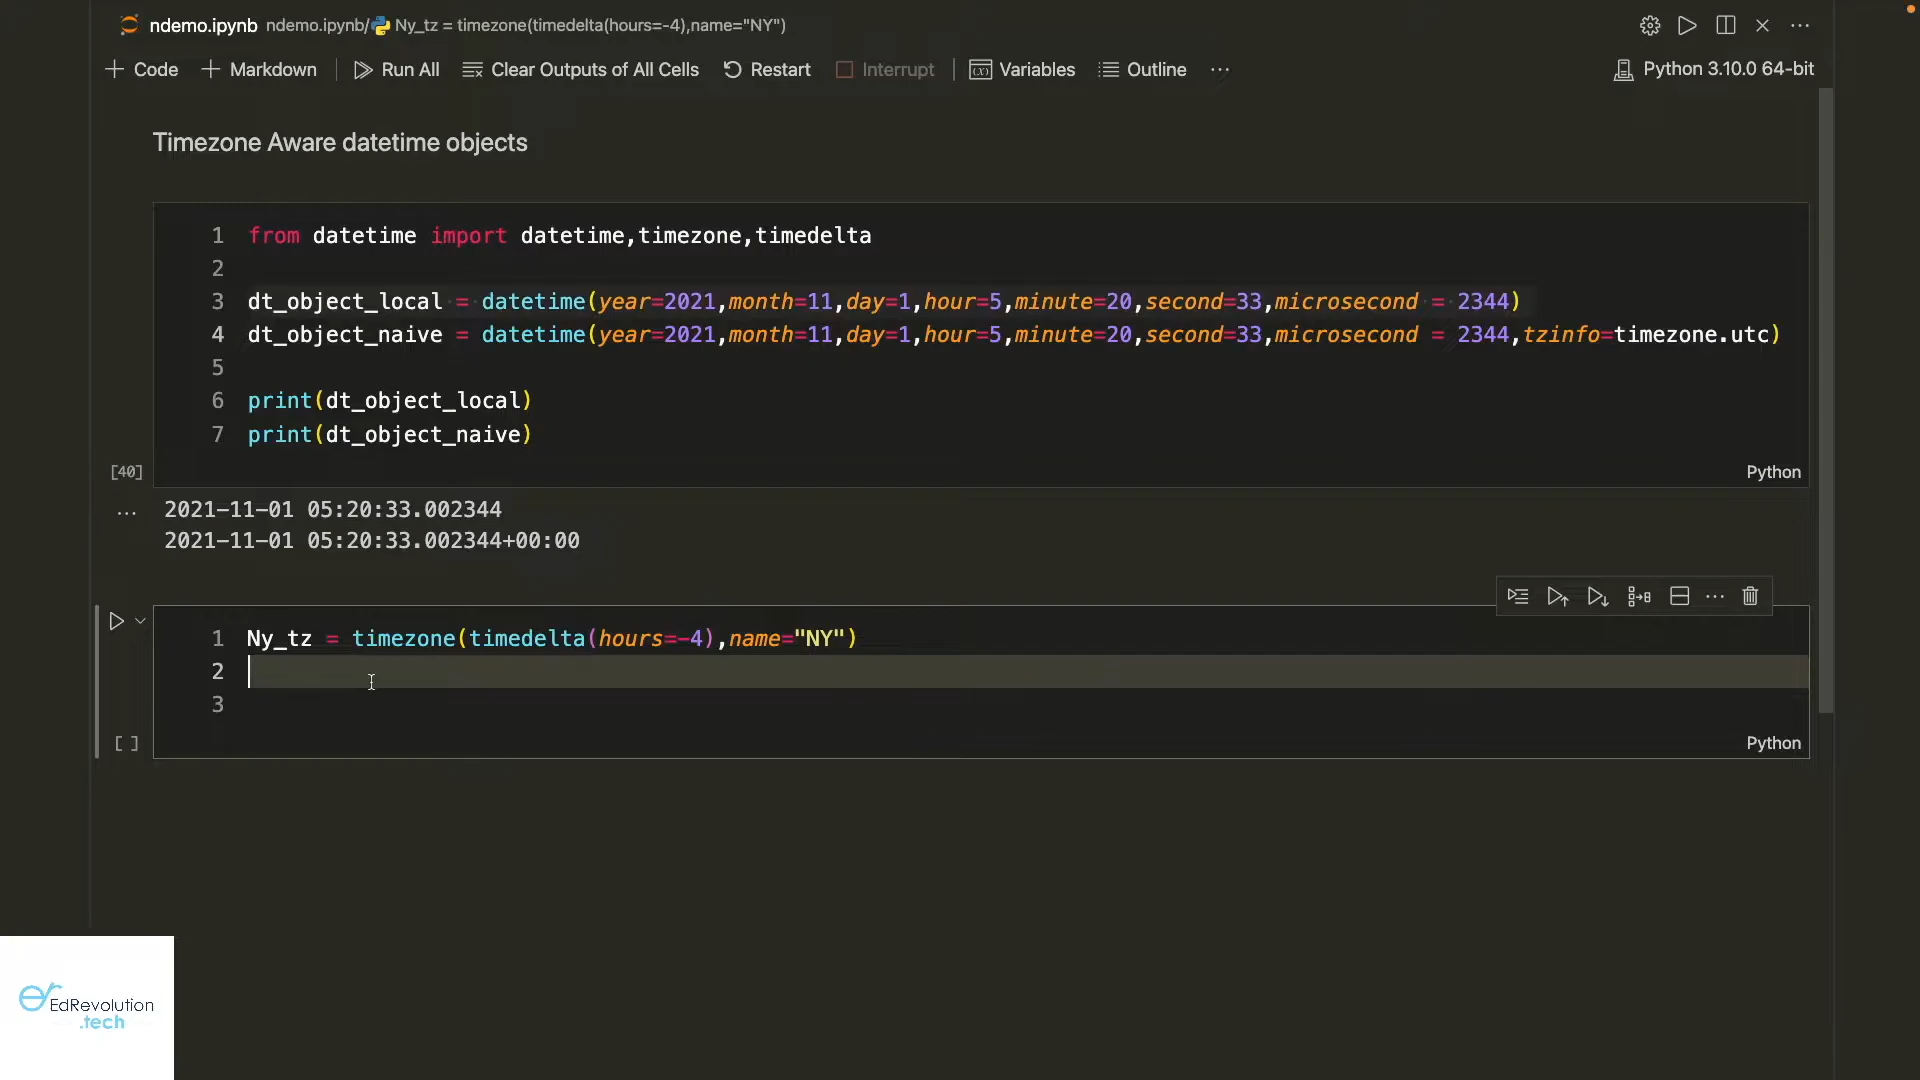 ndemo.ipynb ndemo.ipynb/ Ny_tz = timezone(timedelta(hours=-4),name="NY")
+ Code + Markdown Run All Clear Outputs of All Cells Restart Interrupt Variables Outline ... Python 3.10.0 64-bit
Timezone Aware datetime objects
1 from datetime import datetime,timezone,timedelta
2
3 dt_object_local = datetime(year=2021,month=11,day=1,hour=5,minute=20,second=33,microsecond = 2344)
4 dt_object_naive = datetime(year=2021,month=11,day=1,hour=5,minute=20,second=33,microsecond = 2344,tzinfo=timezone.utc)
5
6 print(dt_object_local)
7 print(dt_object_naive)
[40] Python
... 2021-11-01 05:20:33.002344
2021-11-01 05:20:33.002344+00:00
1 Ny_tz = timezone(timedelta(hours=-4),name="NY")
2
3
[ ] Python
EdRevolution
.tech